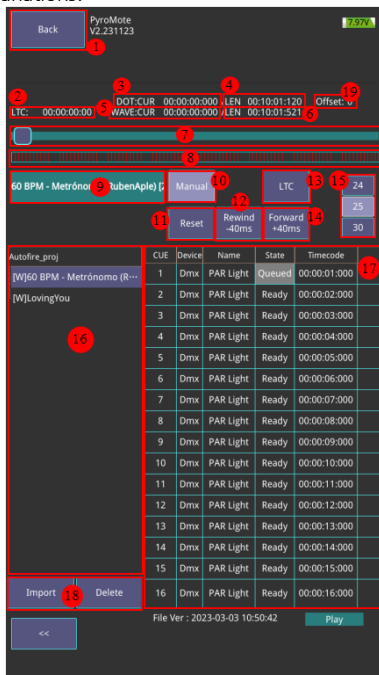 Back
PyroMote
V2.231123
7.97V
1
2
3
4
5
6
19
DOT:CUR 00:00:00:000 /LEN 00:10:01:120 Offset: 0
LTC: 00:00:00:00 WAVE:CUR 00:00:00:000 /LEN 00:10:01:521
7
8
60 BPM - Metrónomo (RubenAple) [2
9
Manual
10
LTC
13
15
24
25
30
11
12
14
Reset
Rewind
-40ms
Forward
+40ms
Autofire_proj
[W]60 BPM - Metrónomo (R···
[W]LovingYou
16
CUE Device Name State Timecode
17
1 Dmx PAR Light Queued 00:00:01:000
2 Dmx PAR Light Ready 00:00:02:000
3 Dmx PAR Light Ready 00:00:03:000
4 Dmx PAR Light Ready 00:00:04:000
5 Dmx PAR Light Ready 00:00:05:000
6 Dmx PAR Light Ready 00:00:06:000
7 Dmx PAR Light Ready 00:00:07:000
8 Dmx PAR Light Ready 00:00:08:000
9 Dmx PAR Light Ready 00:00:09:000
10 Dmx PAR Light Ready 00:00:10:000
11 Dmx PAR Light Ready 00:00:11:000
12 Dmx PAR Light Ready 00:00:12:000
13 Dmx PAR Light Ready 00:00:13:000
14 Dmx PAR Light Ready 00:00:14:000
15 Dmx PAR Light Ready 00:00:15:000
16 Dmx PAR Light Ready 00:00:16:000
Import
18
Delete
<<
File Ver : 2023-03-03 10:50:42
Play